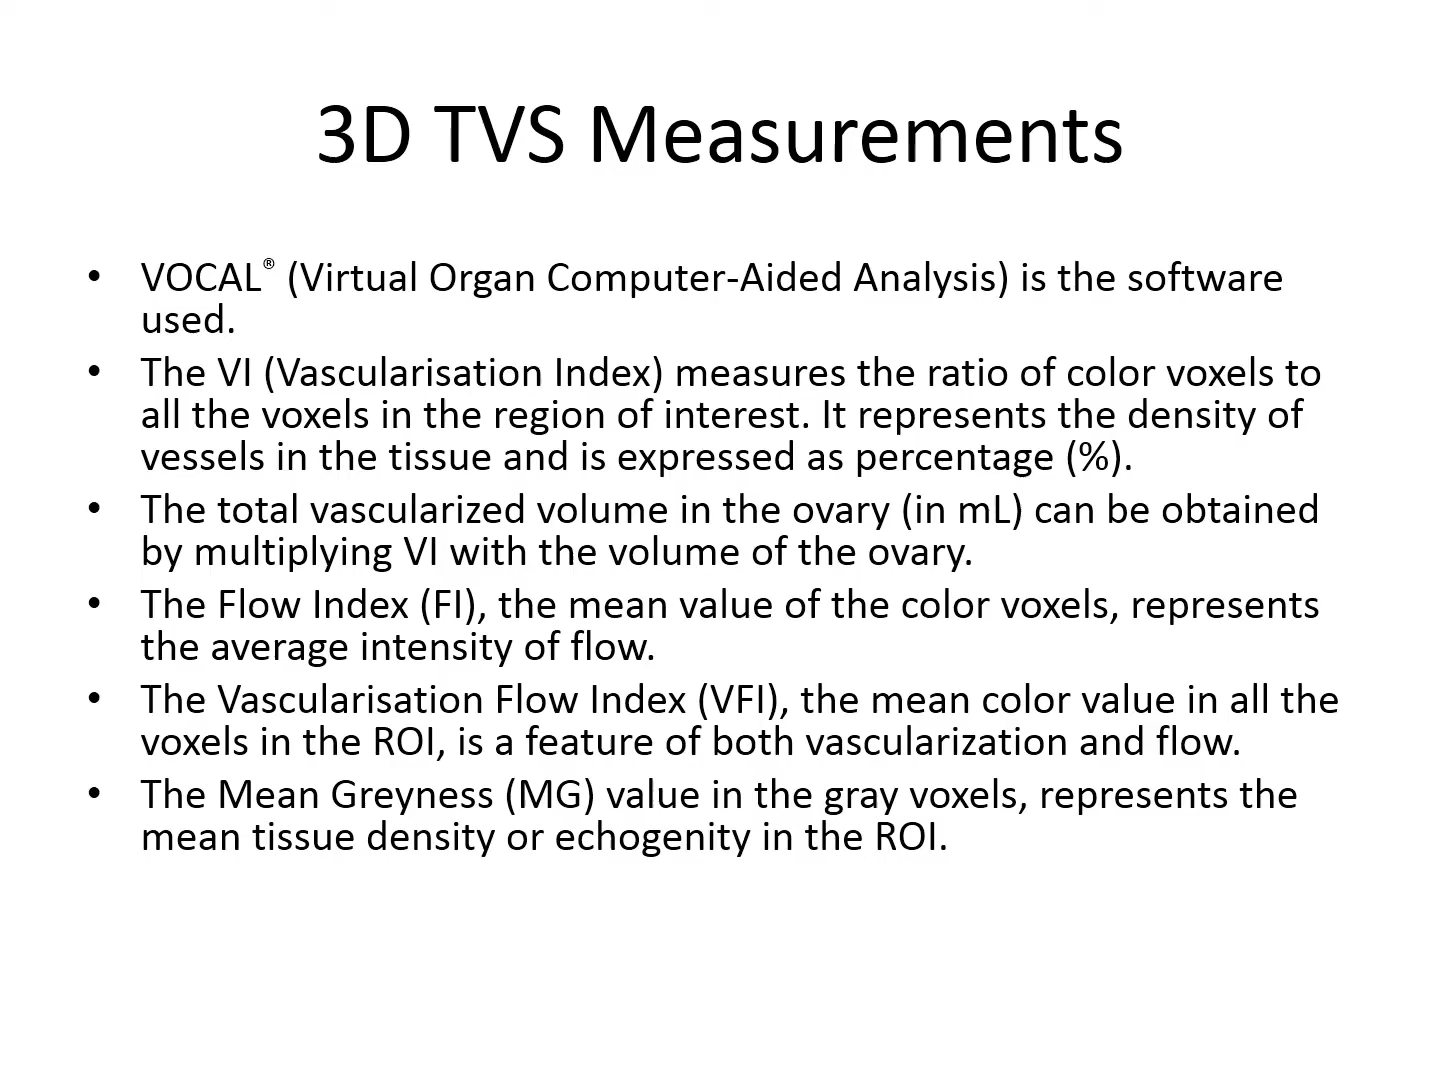 3D TVS Measurements
• VOCAL® (Virtual Organ Computer-Aided Analysis) is the software
used.
• The VI (Vascularisation Index) measures the ratio of color voxels to
all the voxels in the region of interest. It represents the density of
vessels in the tissue and is expressed as percentage (%).
• The total vascularized volume in the ovary (in mL) can be obtained
by multiplying VI with the volume of the ovary.
• The Flow Index (FI), the mean value of the color voxels, represents
the average intensity of flow.
• The Vascularisation Flow Index (VFI), the mean color value in all the
voxels in the ROI, is a feature of both vascularization and flow.
• The Mean Greyness (MG) value in the gray voxels, represents the
mean tissue density or echogenity in the ROI.